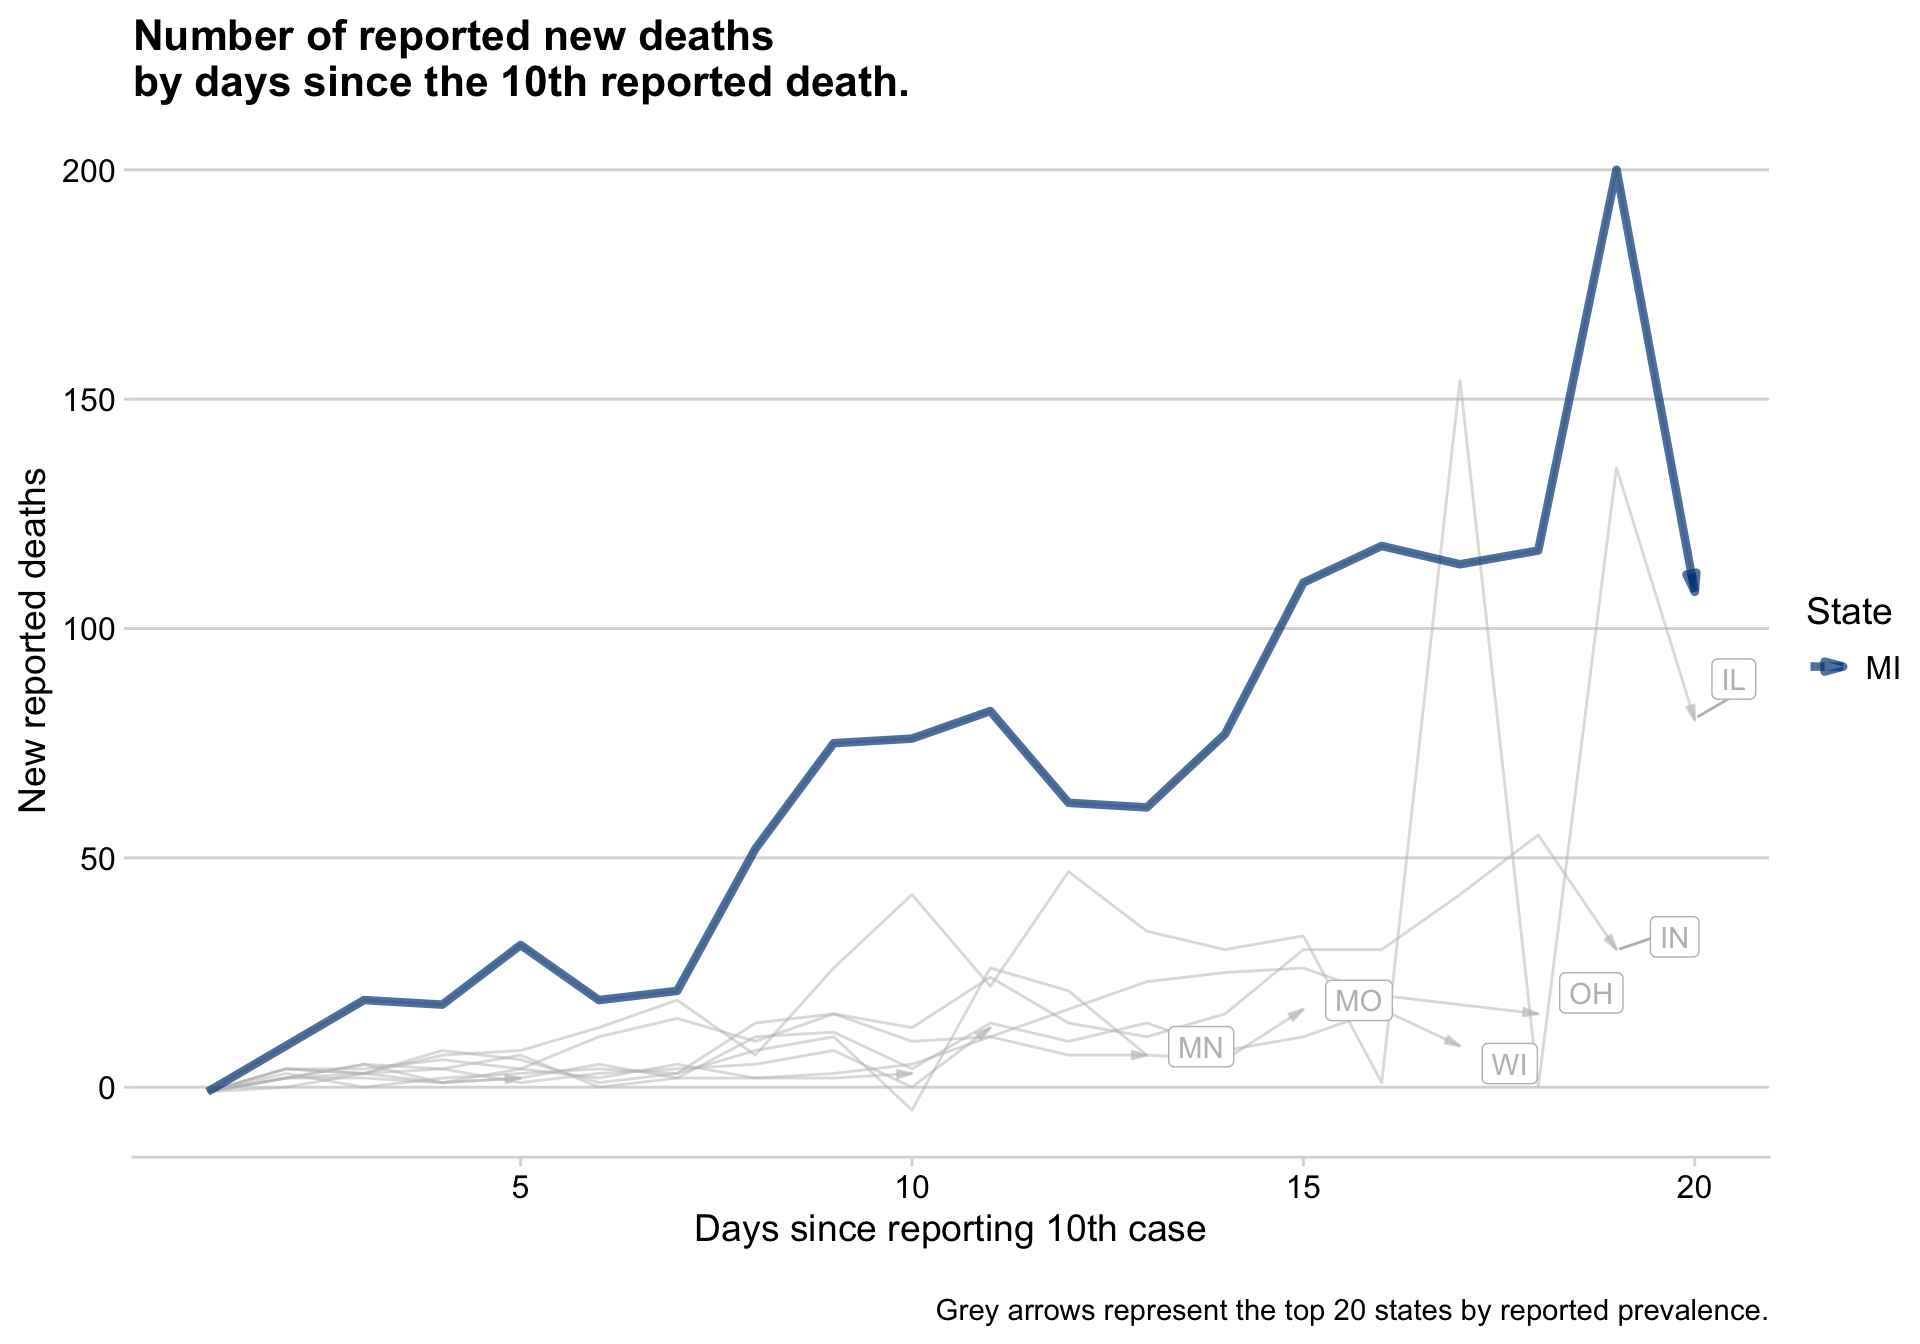 Number of reported new deaths
by days since the 10th reported death.
200
150
100
50
0
New reported deaths
IL
IN
OH
MO
MN
WI
State
MI
5
10
15
20
Days since reporting 10th case
Grey arrows represent the top 20 states by reported prevalence.